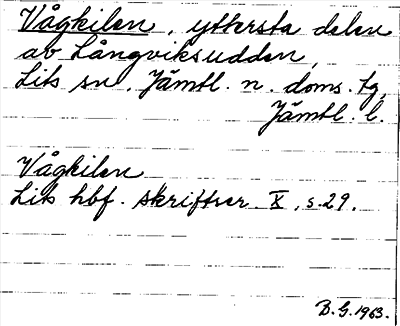 Vågkilen, yttersta delen
av Långviksudden,
Lits sn. Jämtl. n. doms. tg,
Jämtl. l.
Vågkilen
Lits hbf. skrifter X, s. 29.
B. G. 1963.